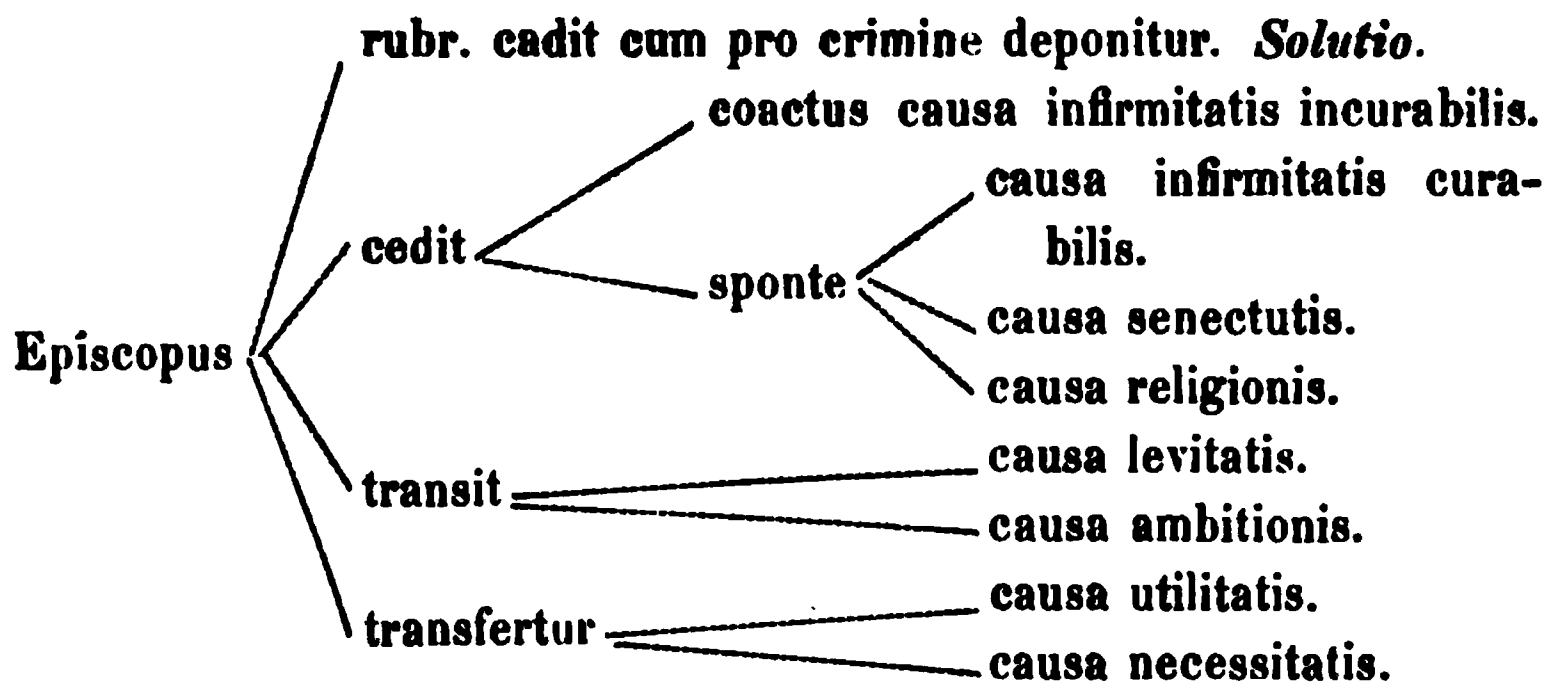 rubr. cadit cum pro crimine deponitur. Solutio.
coactus causa infirmitatis incurabilis.
causa infirmitatis cura-
bilis.
cedit
sponte
causa senectutis.
Episcopus
causa religionis.
causa levitatis.
transit
causa ambitionis.
causa utilitatis.
transfertur
causa necessitatis.